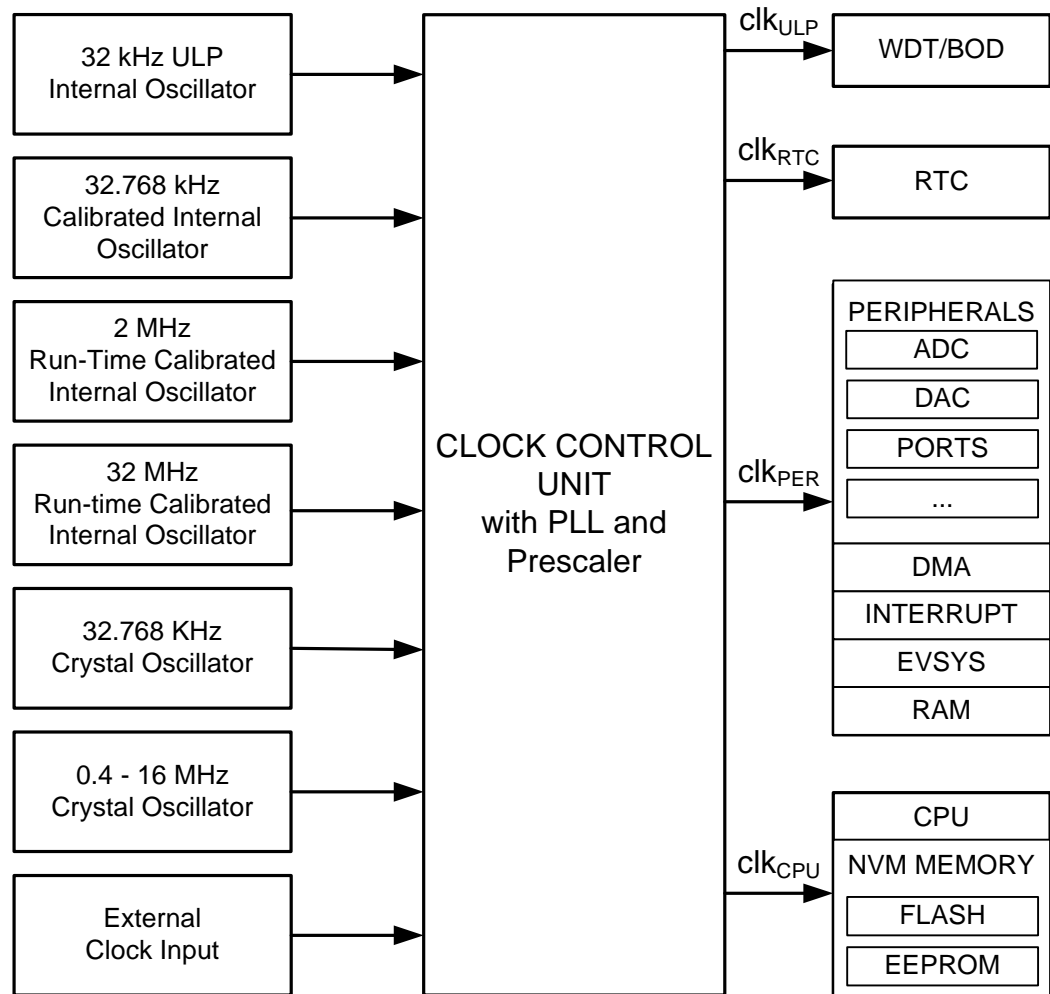 32 kHz ULP
Internal Oscillator
32.768 kHz
Calibrated Internal
Oscillator
2 MHz
Run-Time Calibrated
Internal Oscillator
32 MHz
Run-time Calibrated
Internal Oscillator
32.768 KHz
Crystal Oscillator
0.4 - 16 MHz
Crystal Oscillator
External
Clock Input
CLOCK CONTROL
UNIT
with PLL and
Prescaler
clkULP
WDT/BOD
clkRTC
RTC
clkPER
PERIPHERALS
ADC
DAC
PORTS
...
DMA
INTERRUPT
EVSYS
RAM
clkCPU
CPU
NVM MEMORY
FLASH
EEPROM